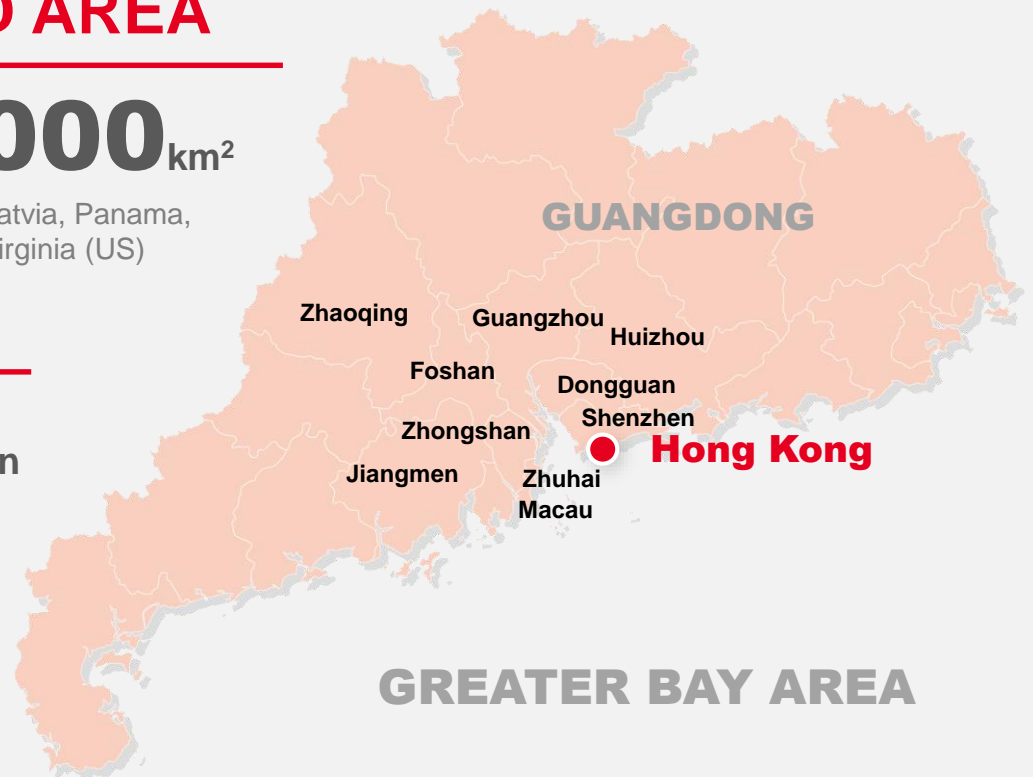 D AREA
000km²
atvia, Panama,
irginia (US)
GUANGDONG
Zhaoqing
Guangzhou
Huizhou
Foshan
Dongguan
Shenzhen
Zhongshan
Hong Kong
n
Jiangmen
Zhuhai
Macau
GREATER BAY AREA